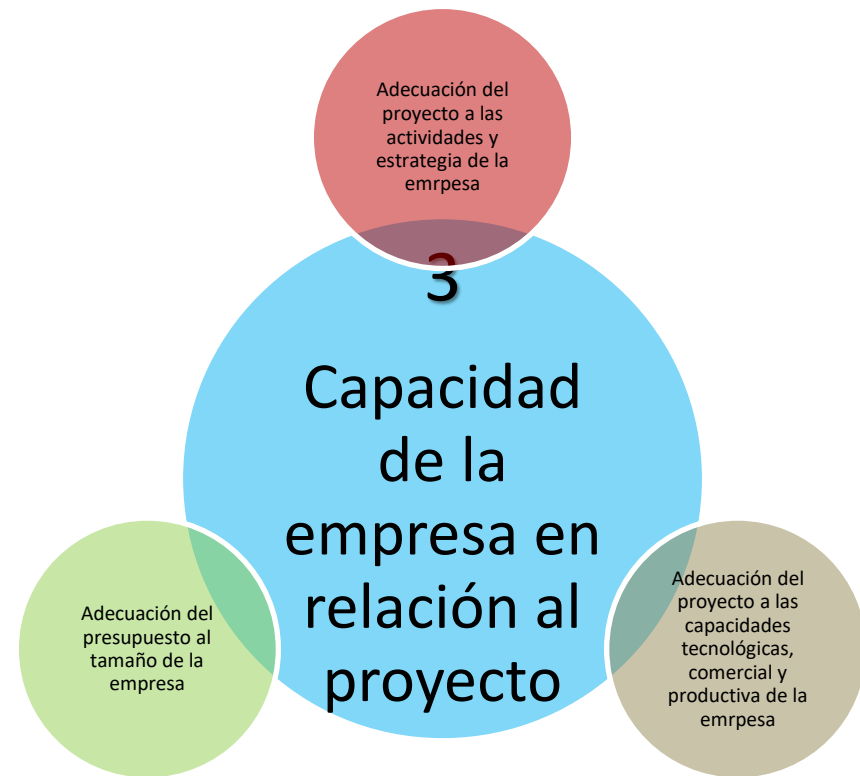 Adecuación del
proyecto a las
actividades y
estrategia de la
emrpesa
3
Capacidad
de la
empresa en
relación al
proyecto
Adecuación del
presupuesto al
tamaño de la
empresa
Adecuación del
proyecto a las
capacidades
tecnológicas,
comercial y
productiva de la
emrpesa